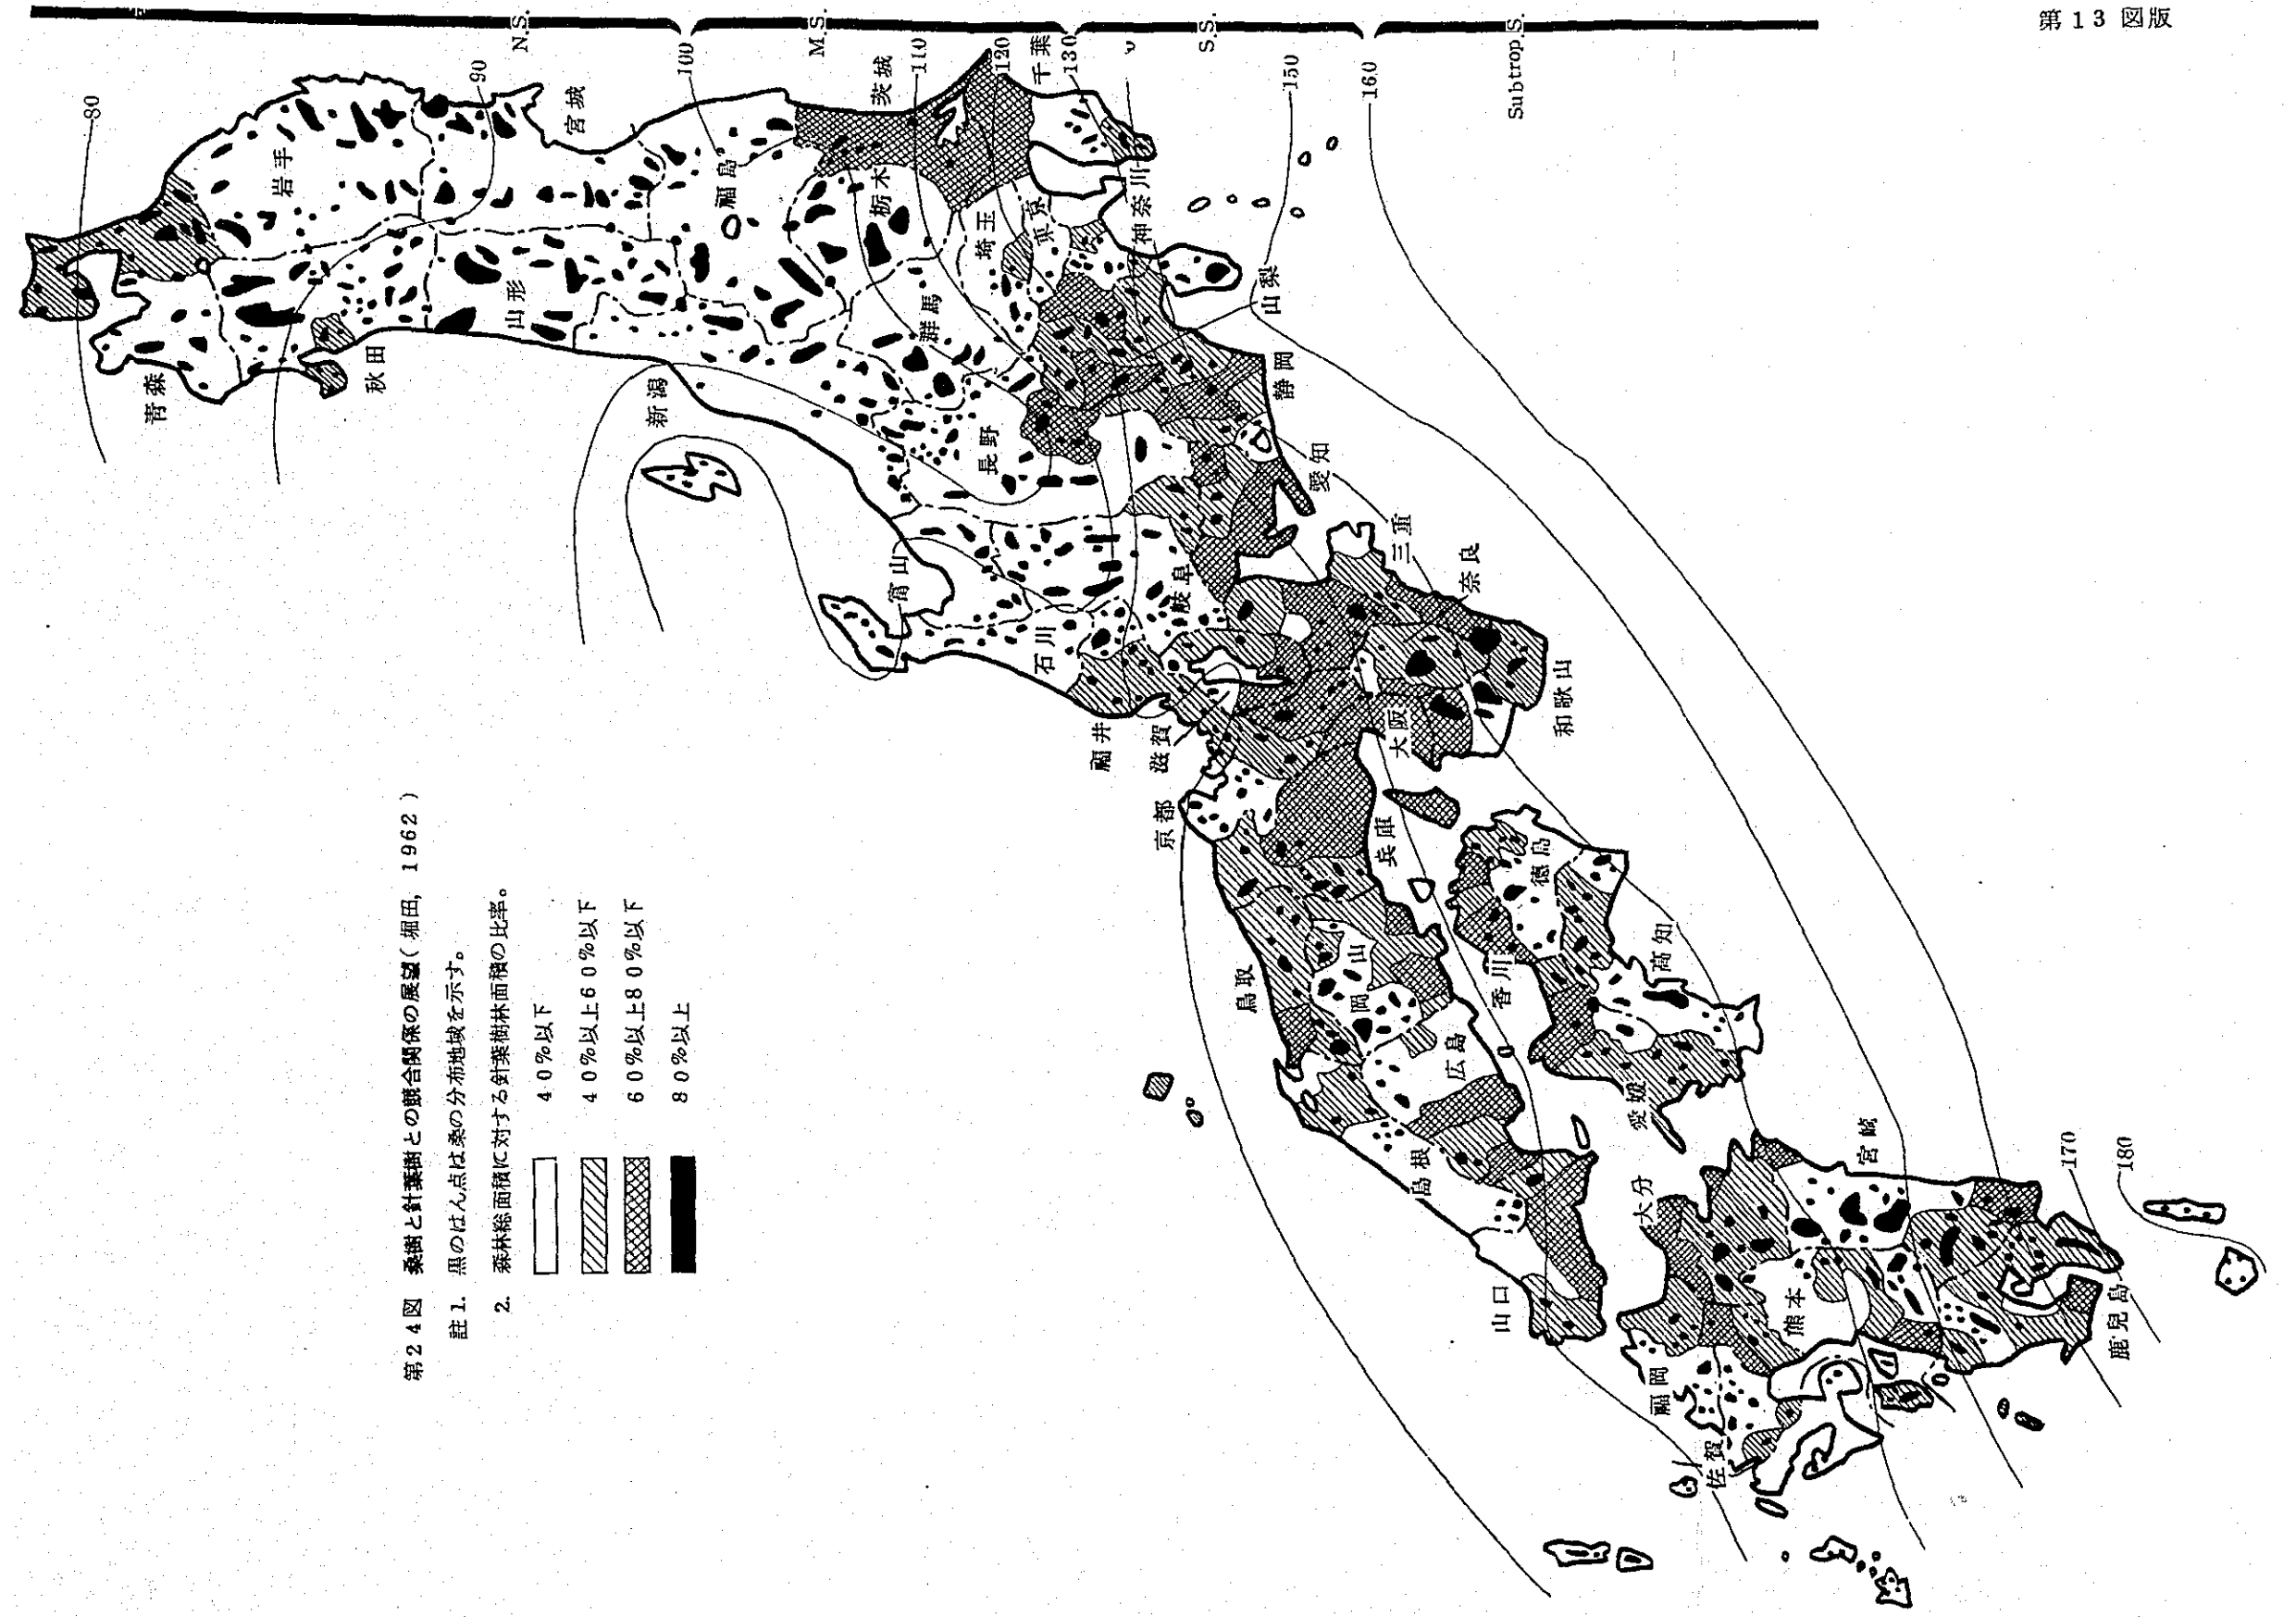 第13図版
N.S.
M.S.
S.S.
Subtrop.S.
80
90
100
110
120
130
150
160
170
180
青森
岩手
秋田
宮城
山形
福島
新潟
茨城
栃木
群馬
埼玉
千葉
東京
神奈川
山梨
長野
静岡
愛知
富山
石川
岐阜
福井
滋賀
三重
奈良
和歌山
大阪
京都
兵庫
鳥取
岡山
島根
広島
山口
徳島
香川
高知
愛媛
福岡
佐賀
大分
熊本
宮崎
鹿児島
第24図 桑樹と針葉樹との競合関係の展望(堀田, 1962)
註1. 黒のはん点は桑の分布地域を示す。
2. 森林総面積に対する針葉樹林面積の比率。
40%以下
40%以上60%以下
60%以上80%以下
80%以上